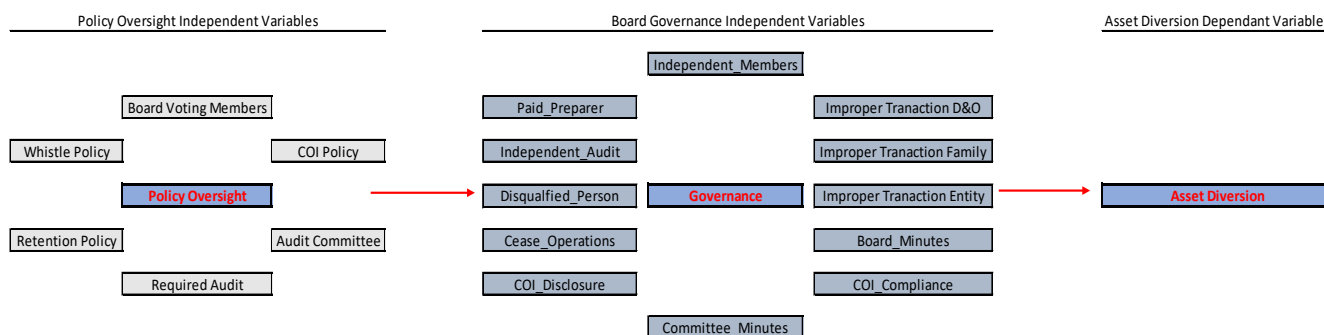 Policy Oversight Independent Variables
Board Governance Independent Variables
Asset Diversion Dependant Variable
Independent_Members
Board Voting Members
Paid_Preparer
Improper Tranaction D&O
Whistle Policy
COI Policy
Independent_Audit
Improper Tranaction Family
Policy Oversight
Disqualfied_Person
Governance
Improper Tranaction Entity
Asset Diversion
Retention Policy
Audit Committee
Cease_Operations
Board_Minutes
Required Audit
COI_Disclosure
COI_Compliance
Committee_Minutes